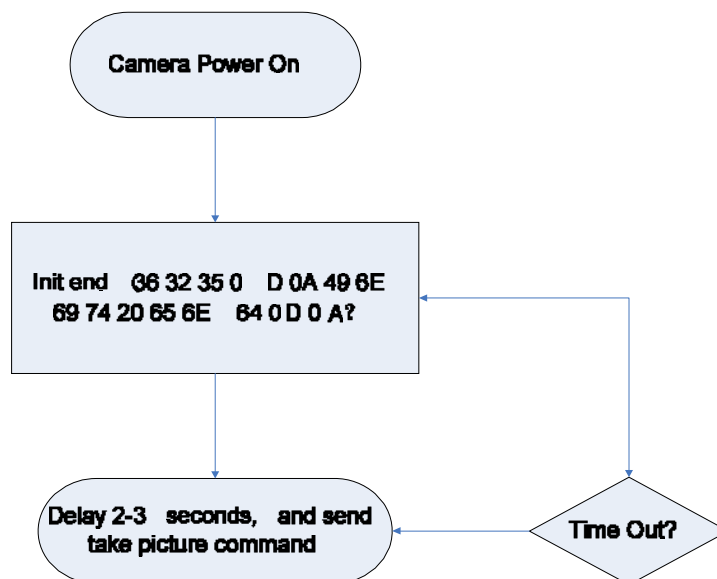 Camera Power On
Init end 36 32 35 0 D 0A 49 6E
69 74 20 65 6E 64 0 D 0 A?
Delay 2-3 seconds, and send
take picture command
Time Out?